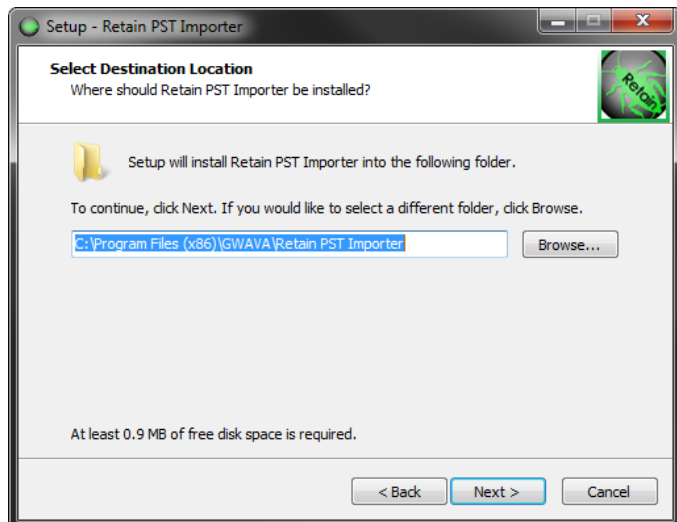 Setup - Retain PST Importer
Select Destination Location
Where should Retain PST Importer be installed?
Retain
Setup will install Retain PST Importer into the following folder.
To continue, click Next. If you would like to select a different folder, click Browse.
C:\Program Files (x86)\GWAVA\Retain PST Importer
Browse...
At least 0.9 MB of free disk space is required.
< Back
Next >
Cancel